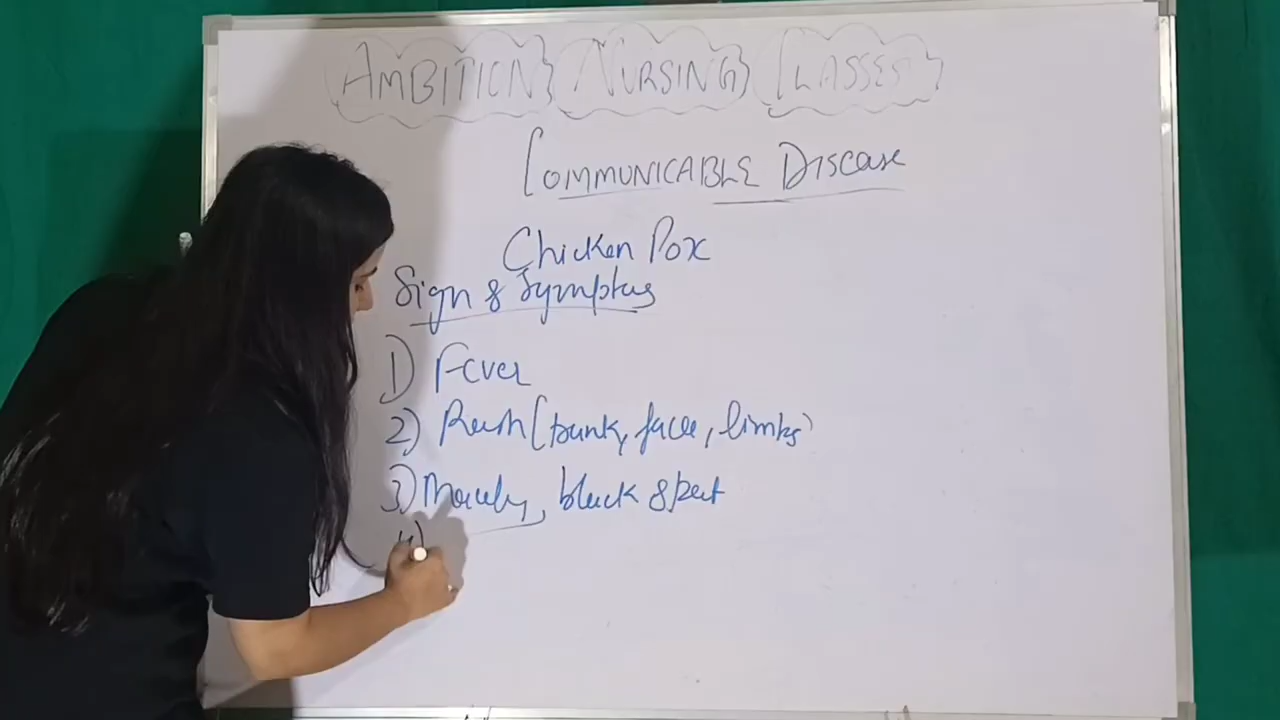 AMBITION NURSING CLASSES
COMMUNICABLE DISEASE
Chicken Pox
Sign & Symptus
1) Fever
2) Rash (trunk, face, limbs)
3) , black spot
4)